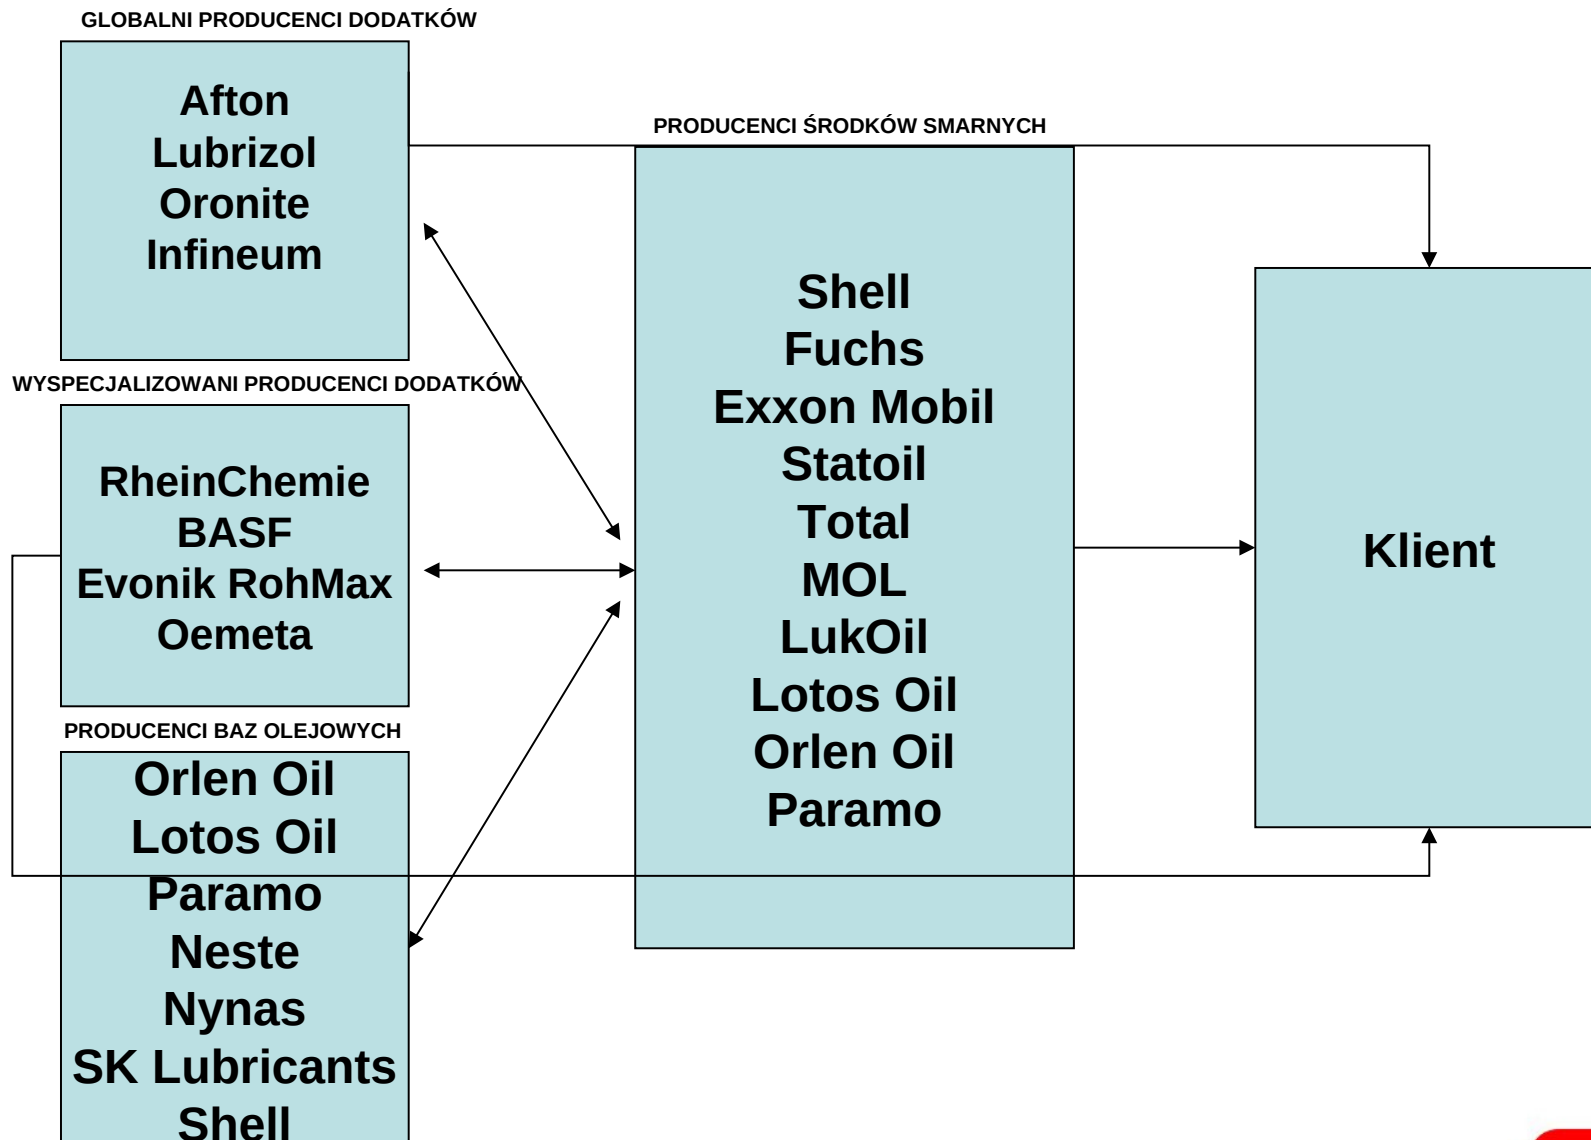 GLOBALNI PRODUCENCI DODATKÓW
Afton
Lubrizol
Oronite
Infineum
WYSPECJALIZOWANI PRODUCENCI DODATKÓW
RheinChemie
BASF
Evonik RohMax
Oemeta
PRODUCENCI BAZ OLEJOWYCH
Orlen Oil
Lotos Oil
Paramo
Neste
Nynas
SK Lubricants
Shell
PRODUCENCI ŚRODKÓW SMARNYCH
Shell
Fuchs
Exxon Mobil
Statoil
Total
MOL
LukOil
Lotos Oil
Orlen Oil
Paramo
Klient